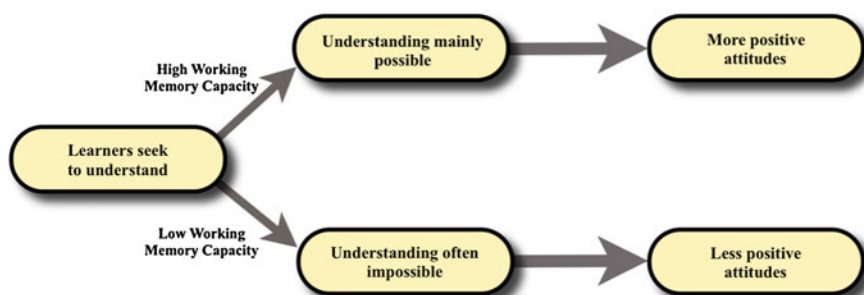 Understanding mainly
possible
More positive
attitudes
High Working
Memory Capacity
Learners seek
to understand
Low Working
Memory Capacity
Understanding often
impossible
Less positive
attitudes